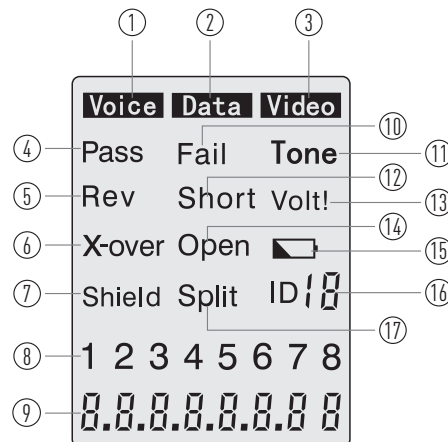 ① ② ③
Voice Data Video
⑩
④ Pass Fail Tone ⑪
⑫
⑤ Rev Short Volt! ⑬
⑥ X-over Open ⑭
⑮
⑦ Shield Split ID18 ⑯
⑰
⑧ 1 2 3 4 5 6 7 8
⑨ 8.8.8.8.8.8.8 8